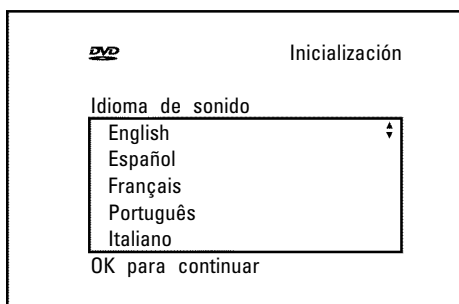 DVD
Inicialización
Idioma de sonido
English
Español
Français
Português
Italiano
OK para continuar